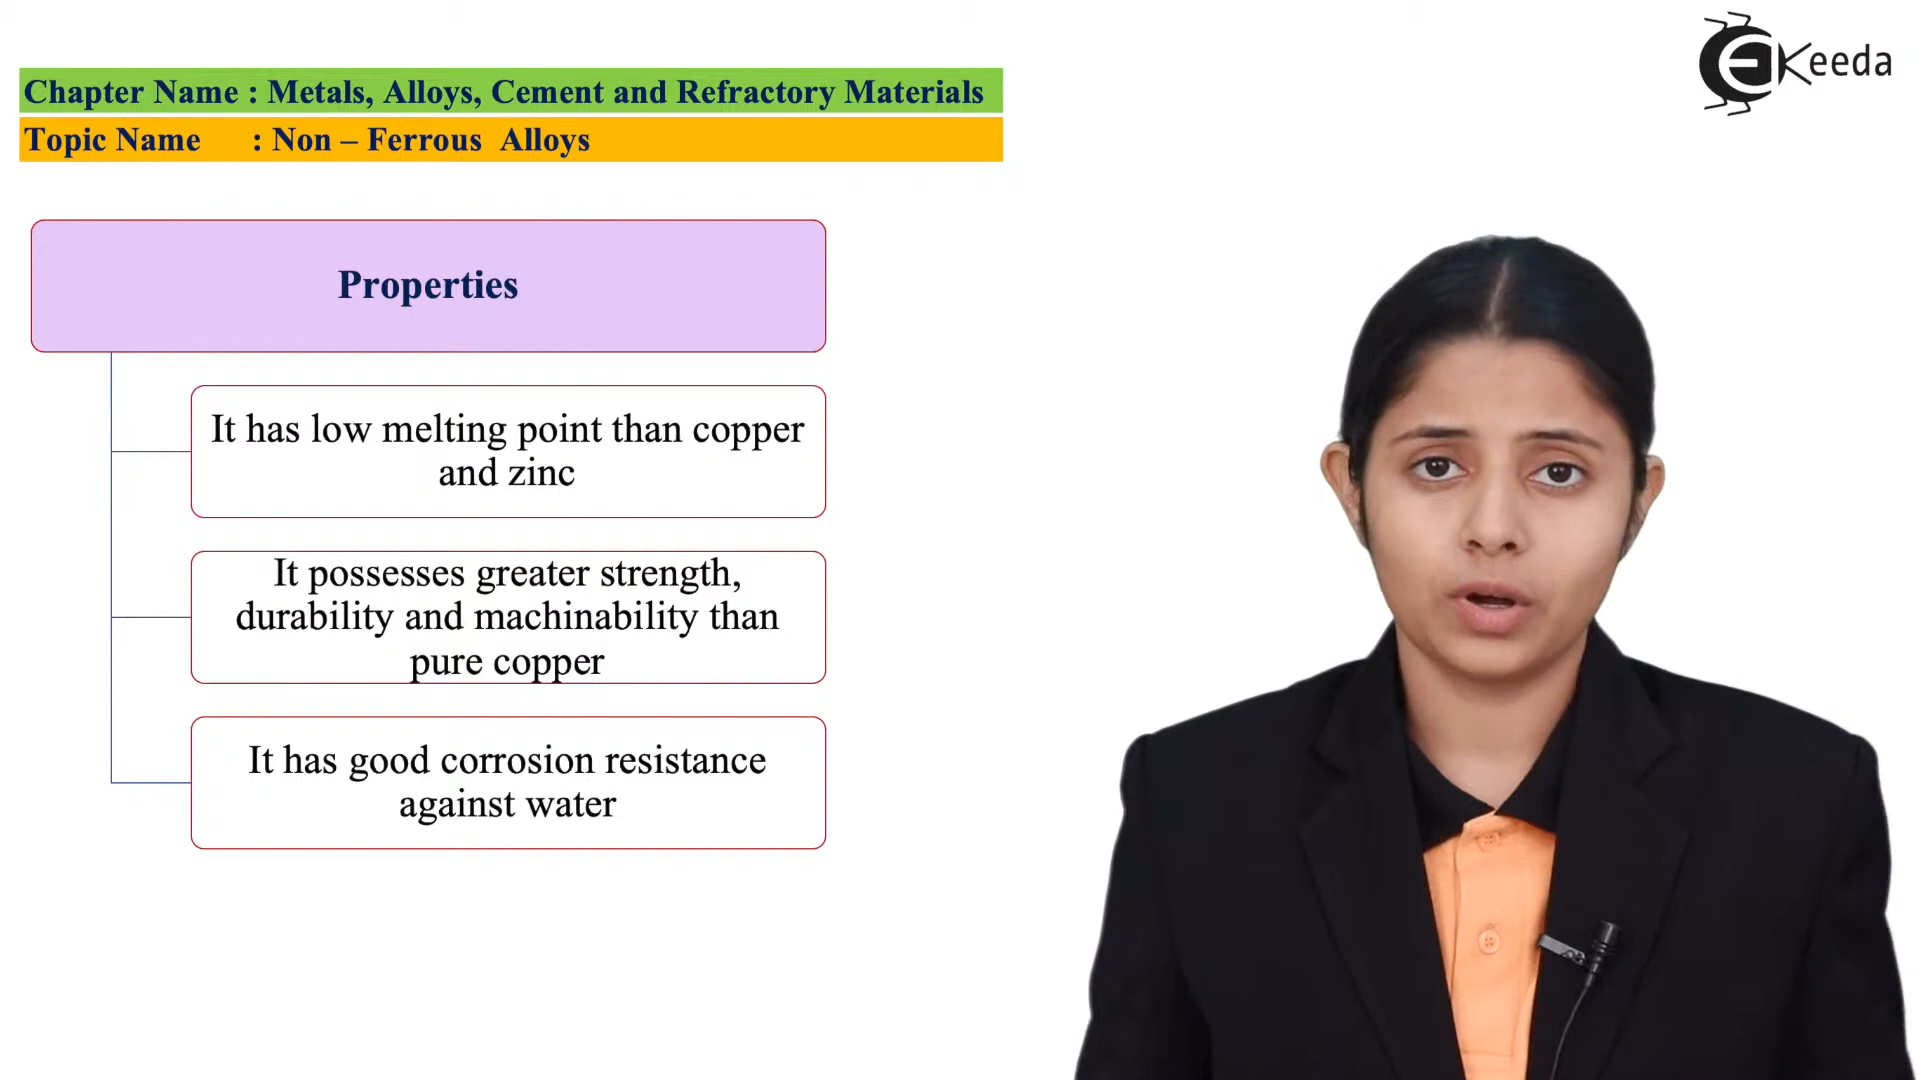 Keeda
Chapter Name : Metals, Alloys, Cement and Refractory Materials
Topic Name : Non – Ferrous Alloys
Properties
It has low melting point than copper
and zinc
It possesses greater strength,
durability and machinability than
pure copper
It has good corrosion resistance
against water